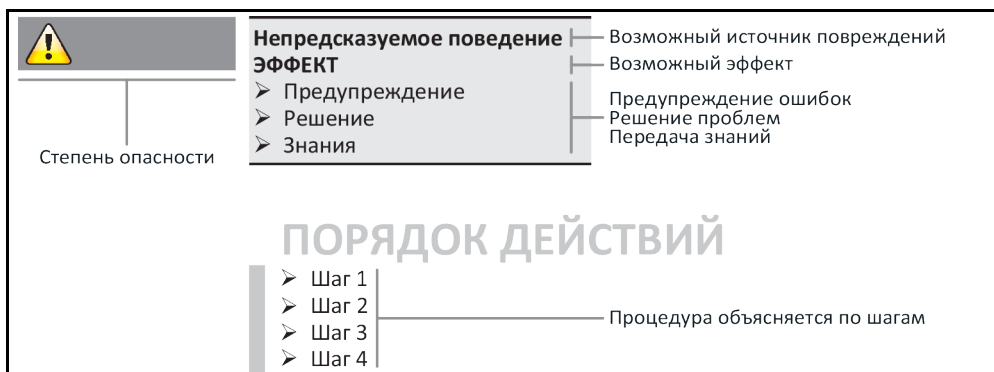 Непредсказуемое поведение
Возможный источник повреждений
ЭФФЕКТ
Возможный эффект
➢ Предупреждение
➢ Решение
➢ Знания
Предупреждение ошибок
Решение проблем
Передача знаний
Степень опасности
ПОРЯДОК ДЕЙСТВИЙ
➢ Шаг 1
➢ Шаг 2
➢ Шаг 3
➢ Шаг 4
Процедура объясняется по шагам